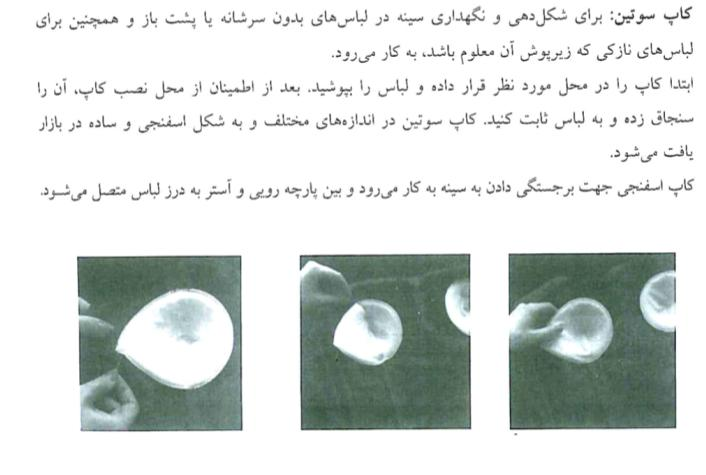 کاپ سوتین: برای شکل‌دهی و نگهداری سینه در لباس‌های بدون سرشانه یا پشت باز و همچنین برای
لباس‌های نازکی که زیرپوش آن معلوم باشد، به کار می‌رود.
ابتدا کاپ را در محل مورد نظر قرار داده و لباس را بپوشید. بعد از اطمینان از محل نصب کاپ، آن را
سنجاق زده و به لباس ثابت کنید. کاپ سوتین در اندازه‌های مختلف و به شکل اسفنجی و ساده در بازار
یافت می‌شود.
کاپ اسفنجی جهت برجستگی دادن به سینه به کار می‌رود و بین پارچه رویی و آستر به درز لباس متصل می‌شود.